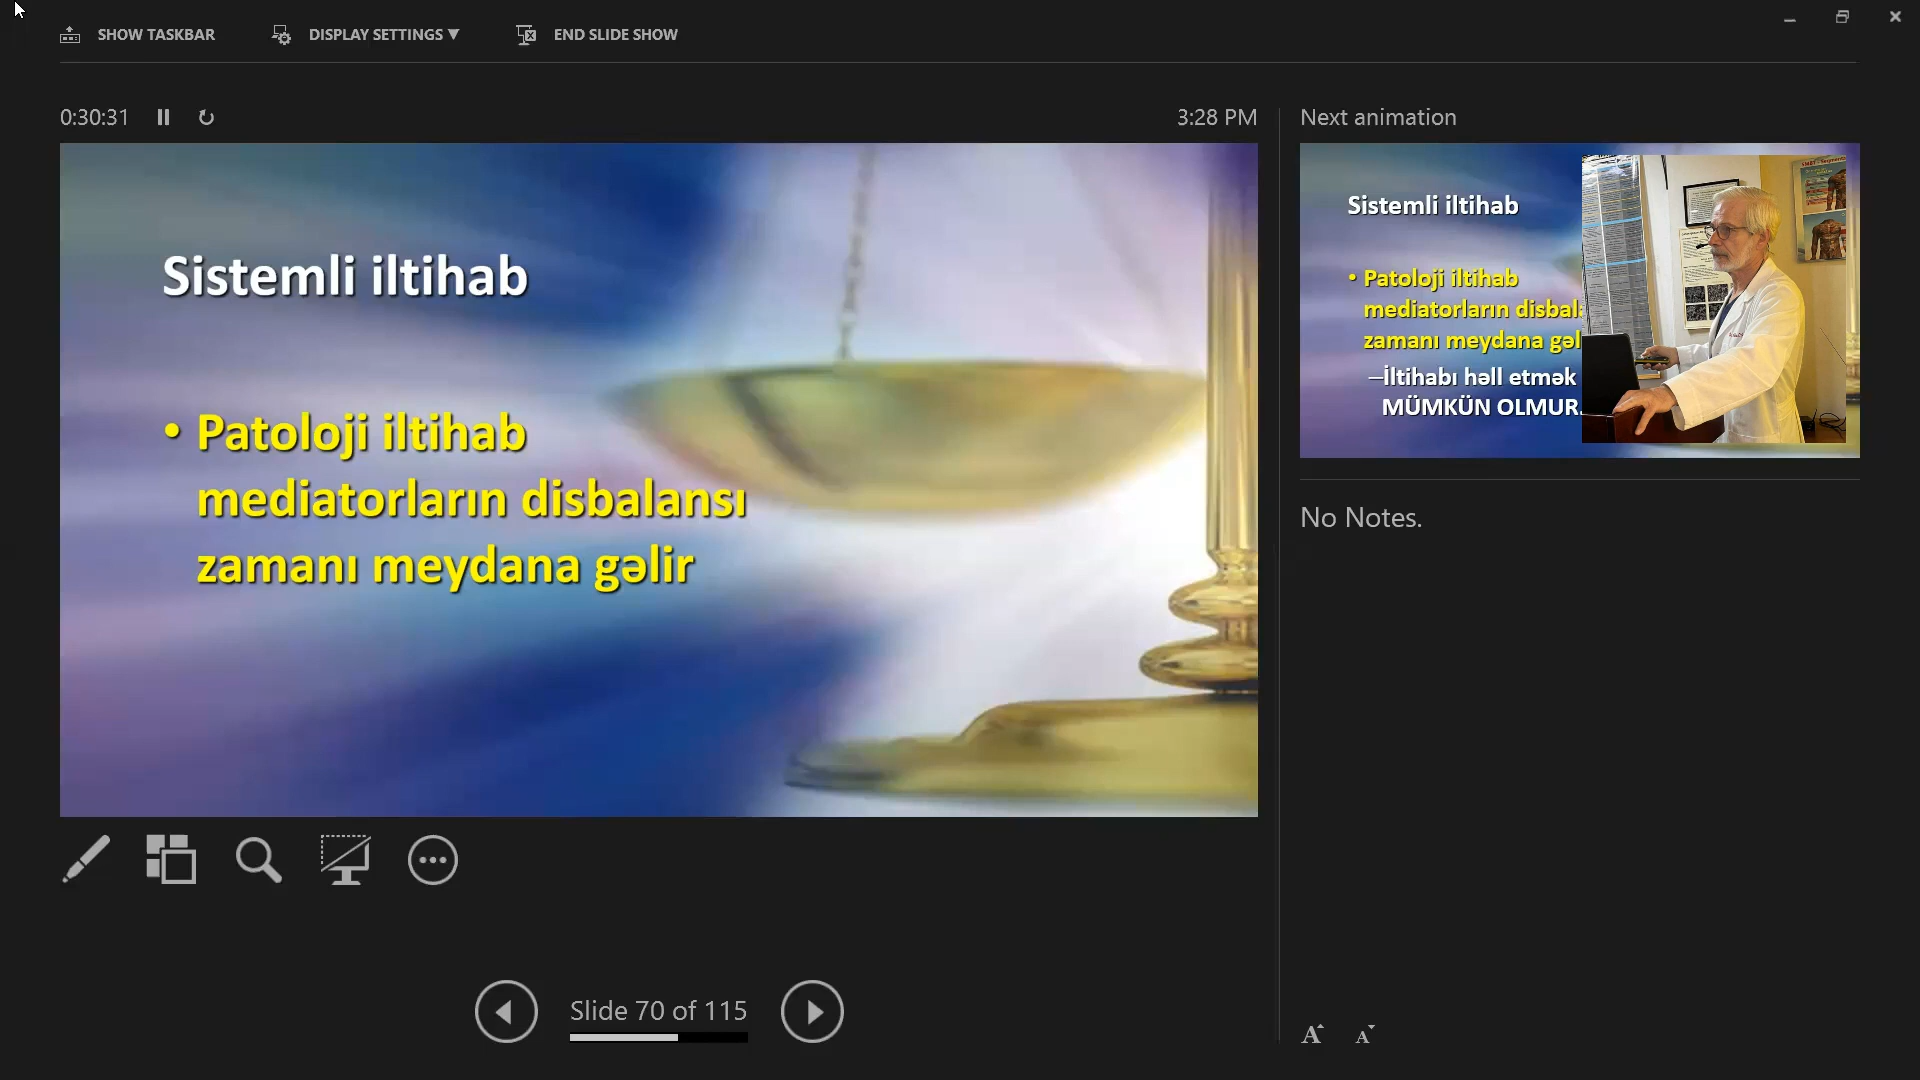 SHOW TASKBAR
DISPLAY SETTINGS ▼
END SLIDE SHOW
0:30:31
3:28 PM
Sistemli iltihab
• Patoloji iltihab
mediatorların disbalansı
zamanı meydana gəlir
Slide 70 of 115
Next animation
Sistemli iltihab
• Patoloji iltihab
mediatorların
zamanı meydana
–İltihabı həll etmək
MÜMKÜN OLMUR.
No Notes.
A A